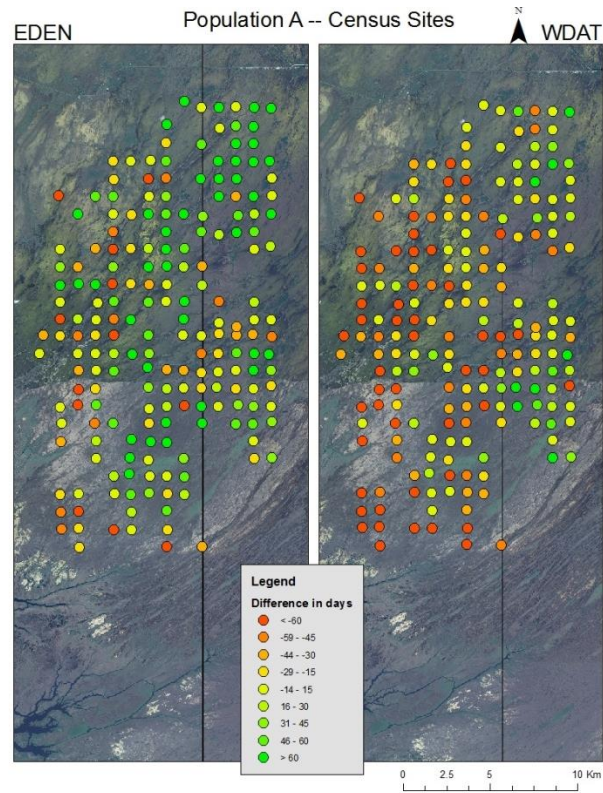 Population A -- Census Sites
EDEN
N
WDAT
Legend
Difference in days
< -60
-59 - -45
-44 - -30
-29 - -15
-14 - 15
16 - 30
31 - 45
46 - 60
> 60
0 2.5 5 10 Km